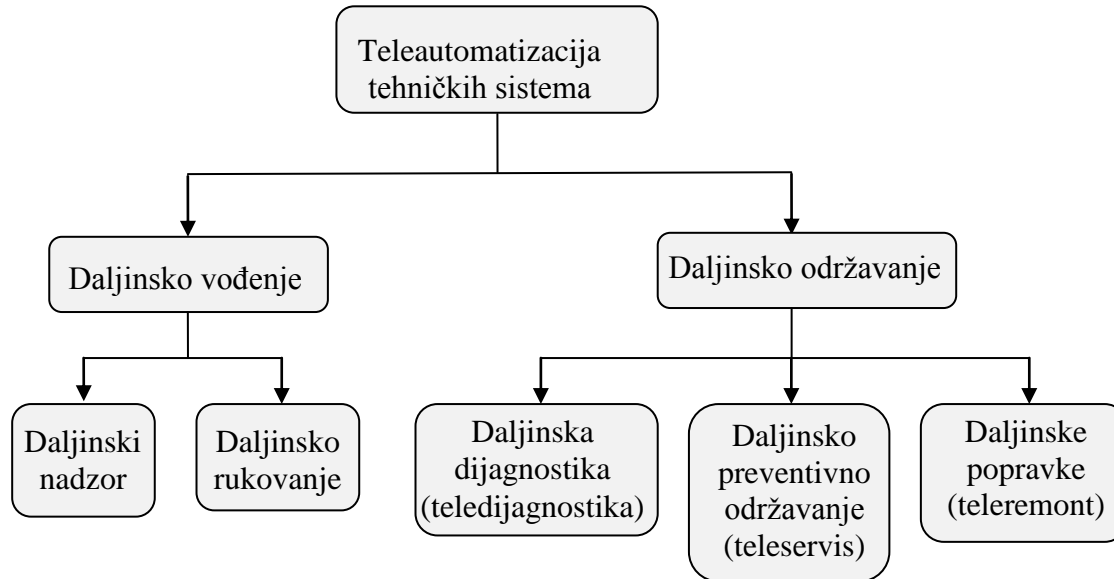 Teleautomatizacija
tehničkih sistema
Daljinsko vođenje
Daljinsko održavanje
Daljinski
nadzor
Daljinsko
rukovanje
Daljinska
dijagnostika
(teledijagnostika)
Daljinsko
preventivno
održavanje
(teleservis)
Daljinske
popravke
(teleremont)